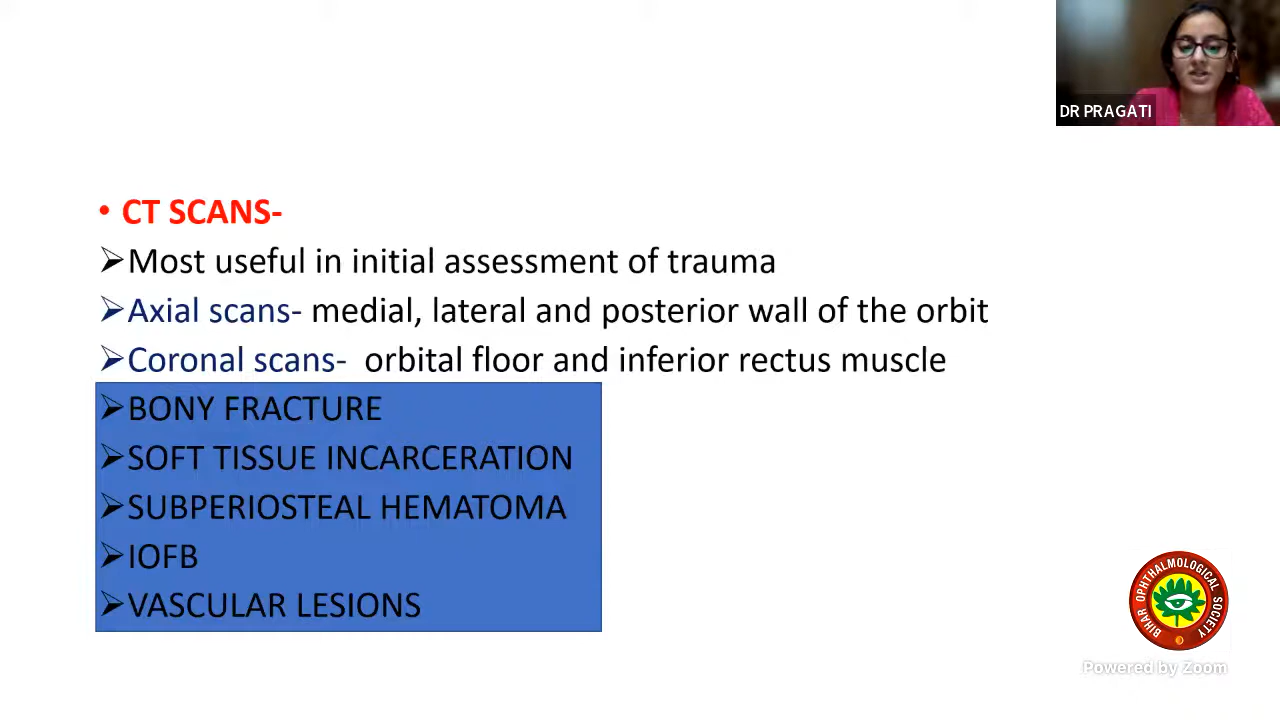 DR PRAGATI
• CT SCANS-
➢Most useful in initial assessment of trauma
➢Axial scans- medial, lateral and posterior wall of the orbit
➢Coronal scans-  orbital floor and inferior rectus muscle
➢BONY FRACTURE
➢SOFT TISSUE INCARCERATION
➢SUBPERIOSTEAL HEMATOMA
➢IOFB
➢VASCULAR LESIONS
BIHAR OPHTHALMOLOGICAL SOCIETY
Powered by Zoom